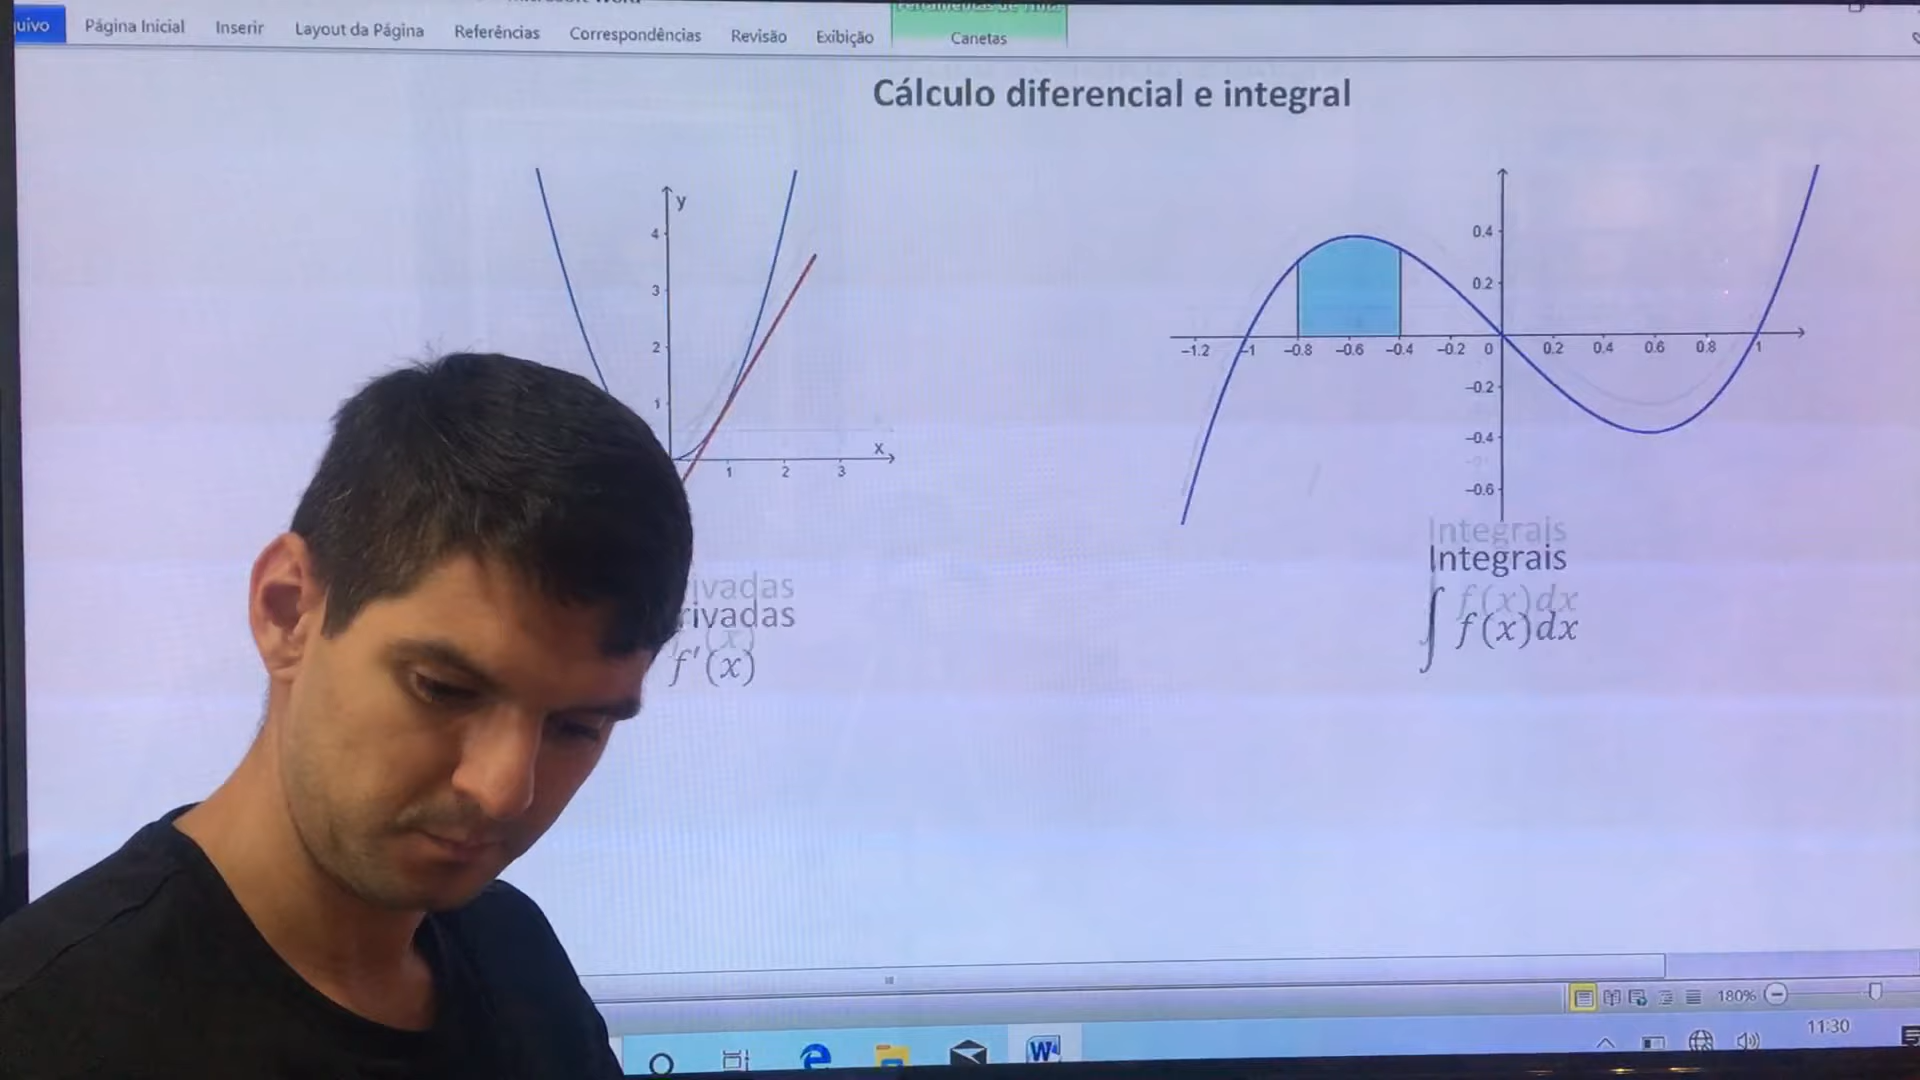 quivo Página Inicial Inserir Layout da Página Referências Correspondências Revisão Exibição Canetas
Cálculo diferencial e integral
y
4
3
2
1
x
1 2 3
0.4
0.2
−1.2 −1 −0.8 −0.6 −0.4 −0.2 0 0.2 0.4 0.6 0.8 1
−0.2
−0.4
−0.6
Integrais
Integrais
ivadas
rivadas
f(x)dx
∫ f(x)dx
f'(x)
180%
11:30